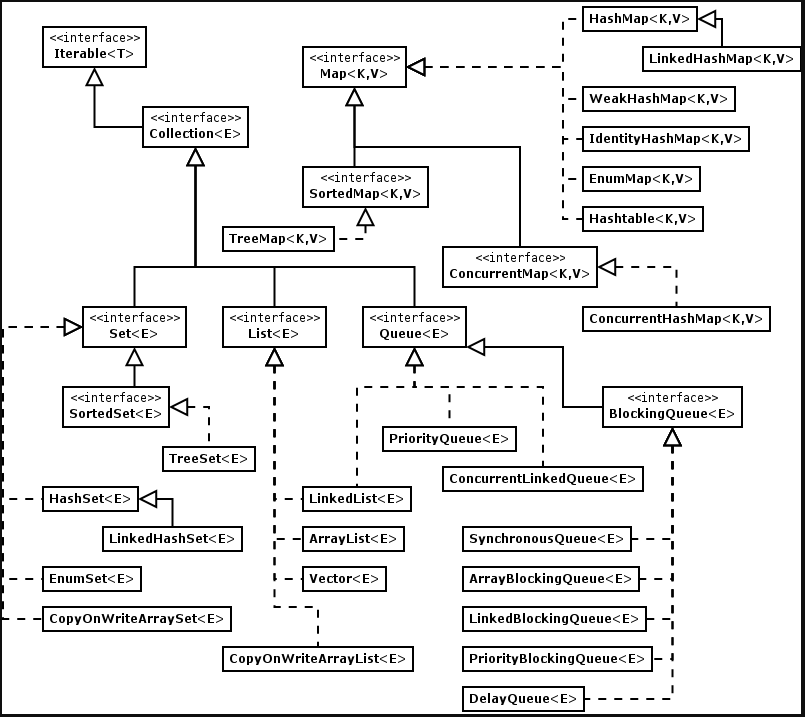 <<interface>>
Iterable<T>
<<interface>>
Collection<E>
<<interface>>
Map<K,V>
HashMap<K,V>
LinkedHashMap<K,V>
WeakHashMap<K,V>
IdentityHashMap<K,V>
EnumMap<K,V>
Hashtable<K,V>
<<interface>>
SortedMap<K,V>
TreeMap<K,V>
<<interface>>
ConcurrentMap<K,V>
ConcurrentHashMap<K,V>
<<interface>>
Set<E>
<<interface>>
List<E>
<<interface>>
Queue<E>
<<interface>>
SortedSet<E>
TreeSet<E>
<<interface>>
BlockingQueue<E>
PriorityQueue<E>
ConcurrentLinkedQueue<E>
HashSet<E>
LinkedHashSet<E>
EnumSet<E>
CopyOnWriteArraySet<E>
LinkedList<E>
ArrayList<E>
Vector<E>
CopyOnWriteArrayList<E>
SynchronousQueue<E>
ArrayBlockingQueue<E>
LinkedBlockingQueue<E>
PriorityBlockingQueue<E>
DelayQueue<E>